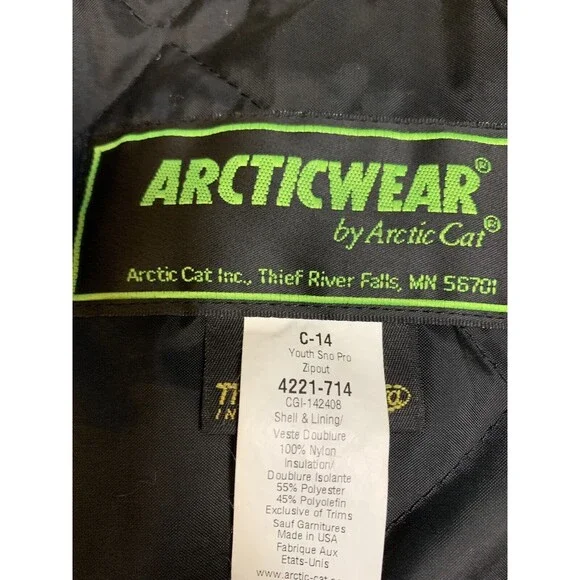 ARCTICWEAR®
by Arctic Cat®
Arctic Cat Inc., Thief River Falls, MN 56701
C-14
Youth Sno Pro
Zipout
4221-714
CGI-142408
Shell & Lining/
Veste Doublure
100% Nylon
Insulation/
Doublure Isolante
55% Polyester
45% Polyolefin
Exclusive of Trims
Sauf Garnitures
Made in USA
Fabrique Aux
Etats-Unis